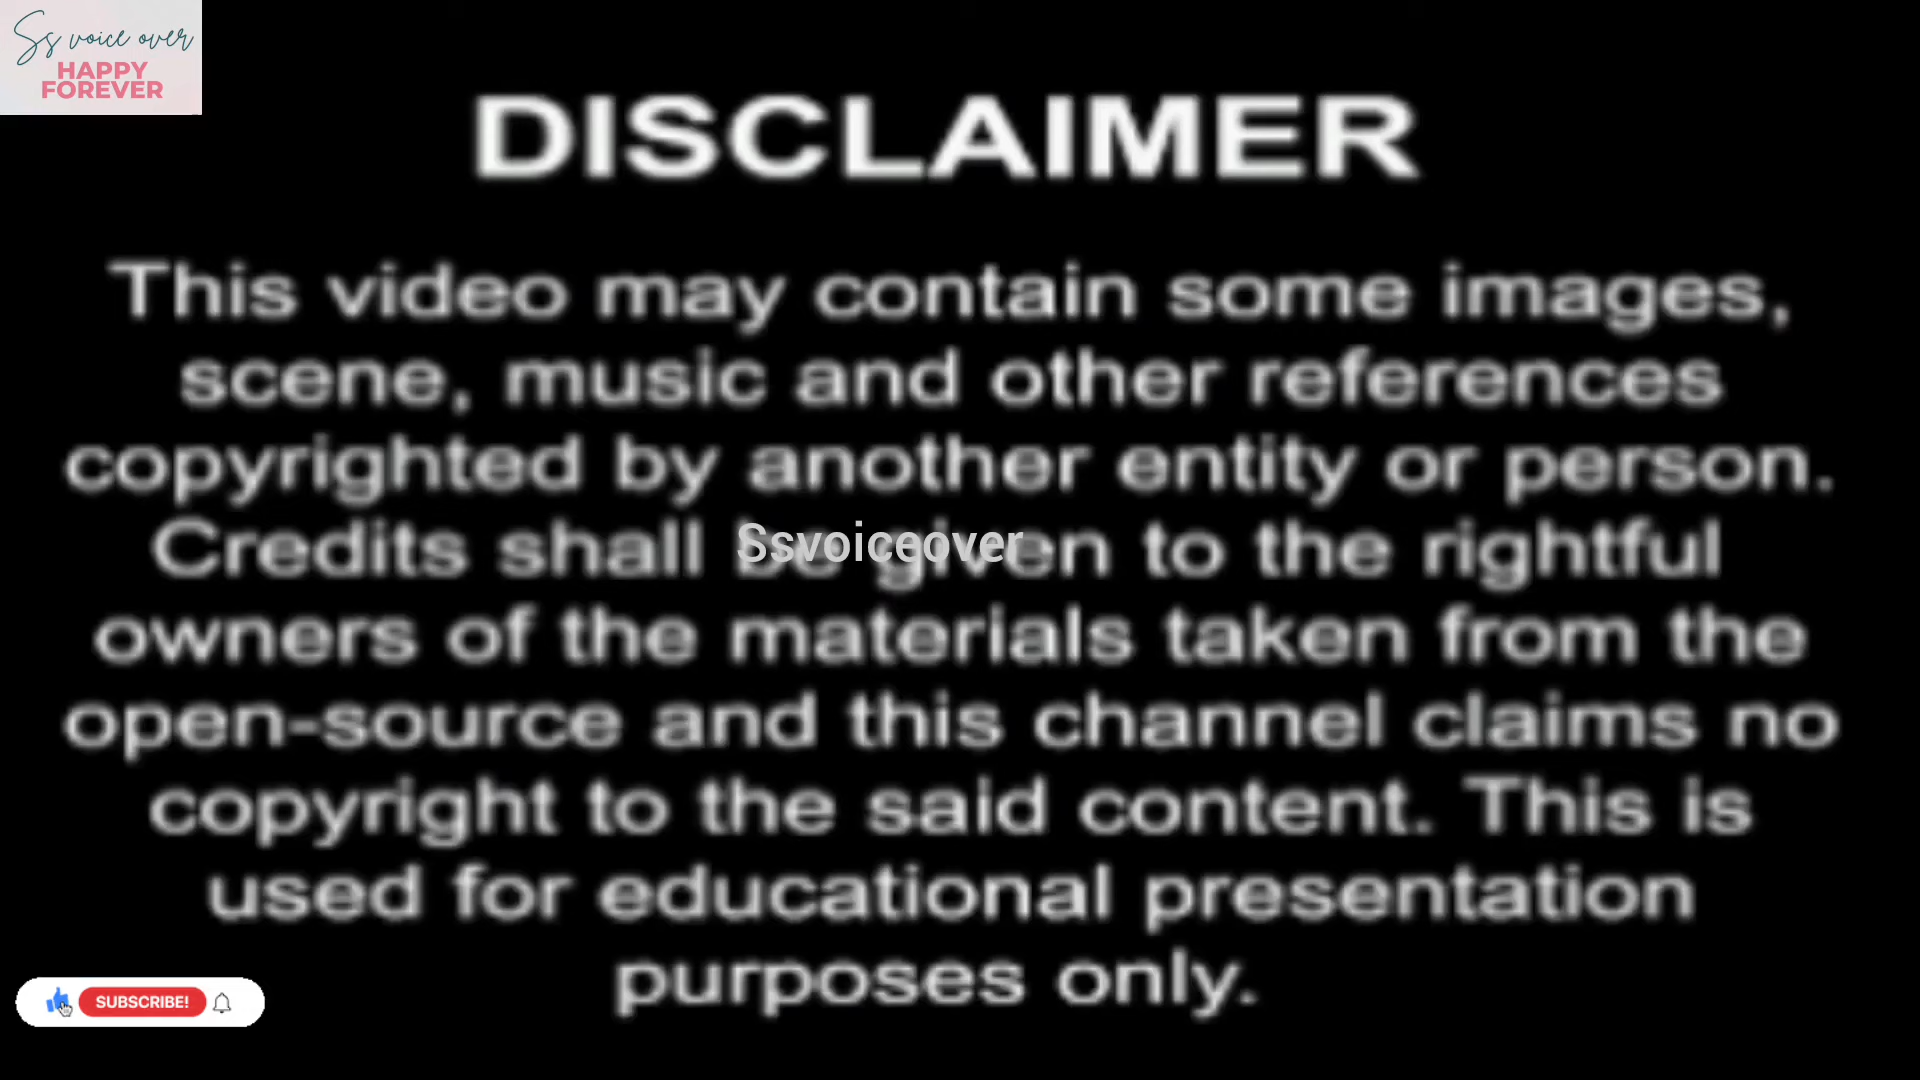 Ss voice over
HAPPY
FOREVER
DISCLAIMER
This video may contain some images,
scene, music and other references
copyrighted by another entity or person.
Credits shall be given to the rightful
Ssvoiceover
owners of the materials taken from the
open-source and this channel claims no
copyright to the said content. This is
used for educational presentation
purposes only.
SUBSCRIBE!